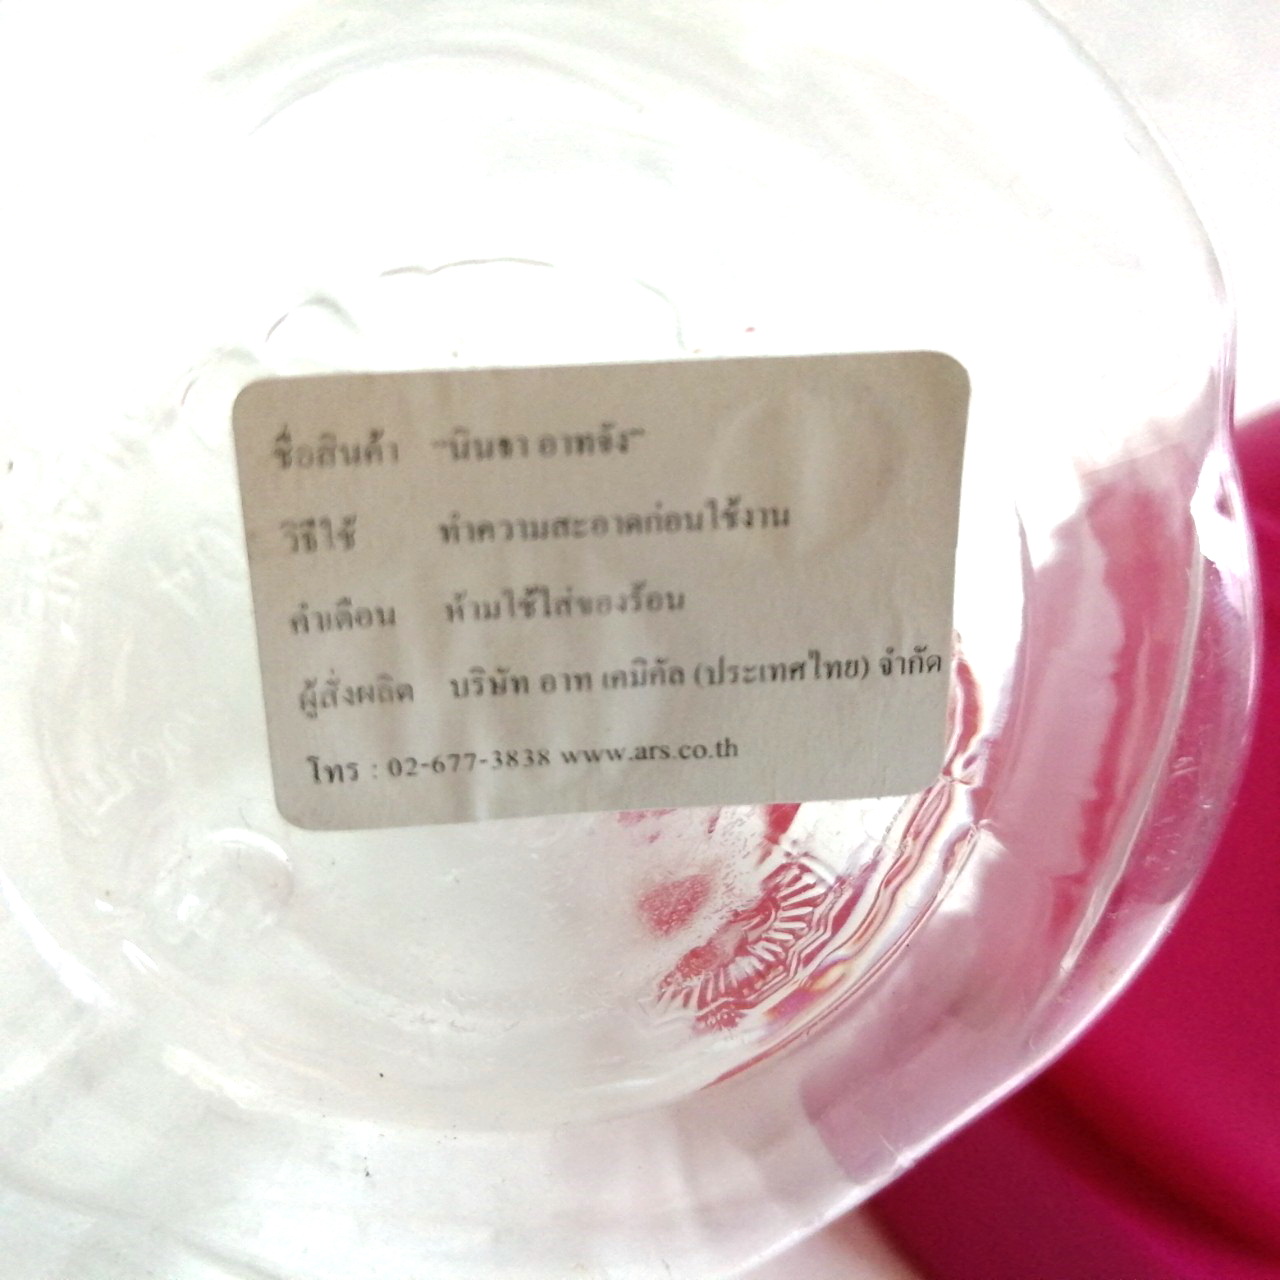 ชื่อสินค้า "นินจา อาทจัง"
วิธีใช้ ทำความสะอาดก่อนใช้งาน
คำเตือน ห้ามใช้ใส่ของร้อน
ผู้สั่งผลิต บริษัท อาท เคมิคัล (ประเทศไทย) จำกัด
โทร : 02-677-3838 www.ars.co.th